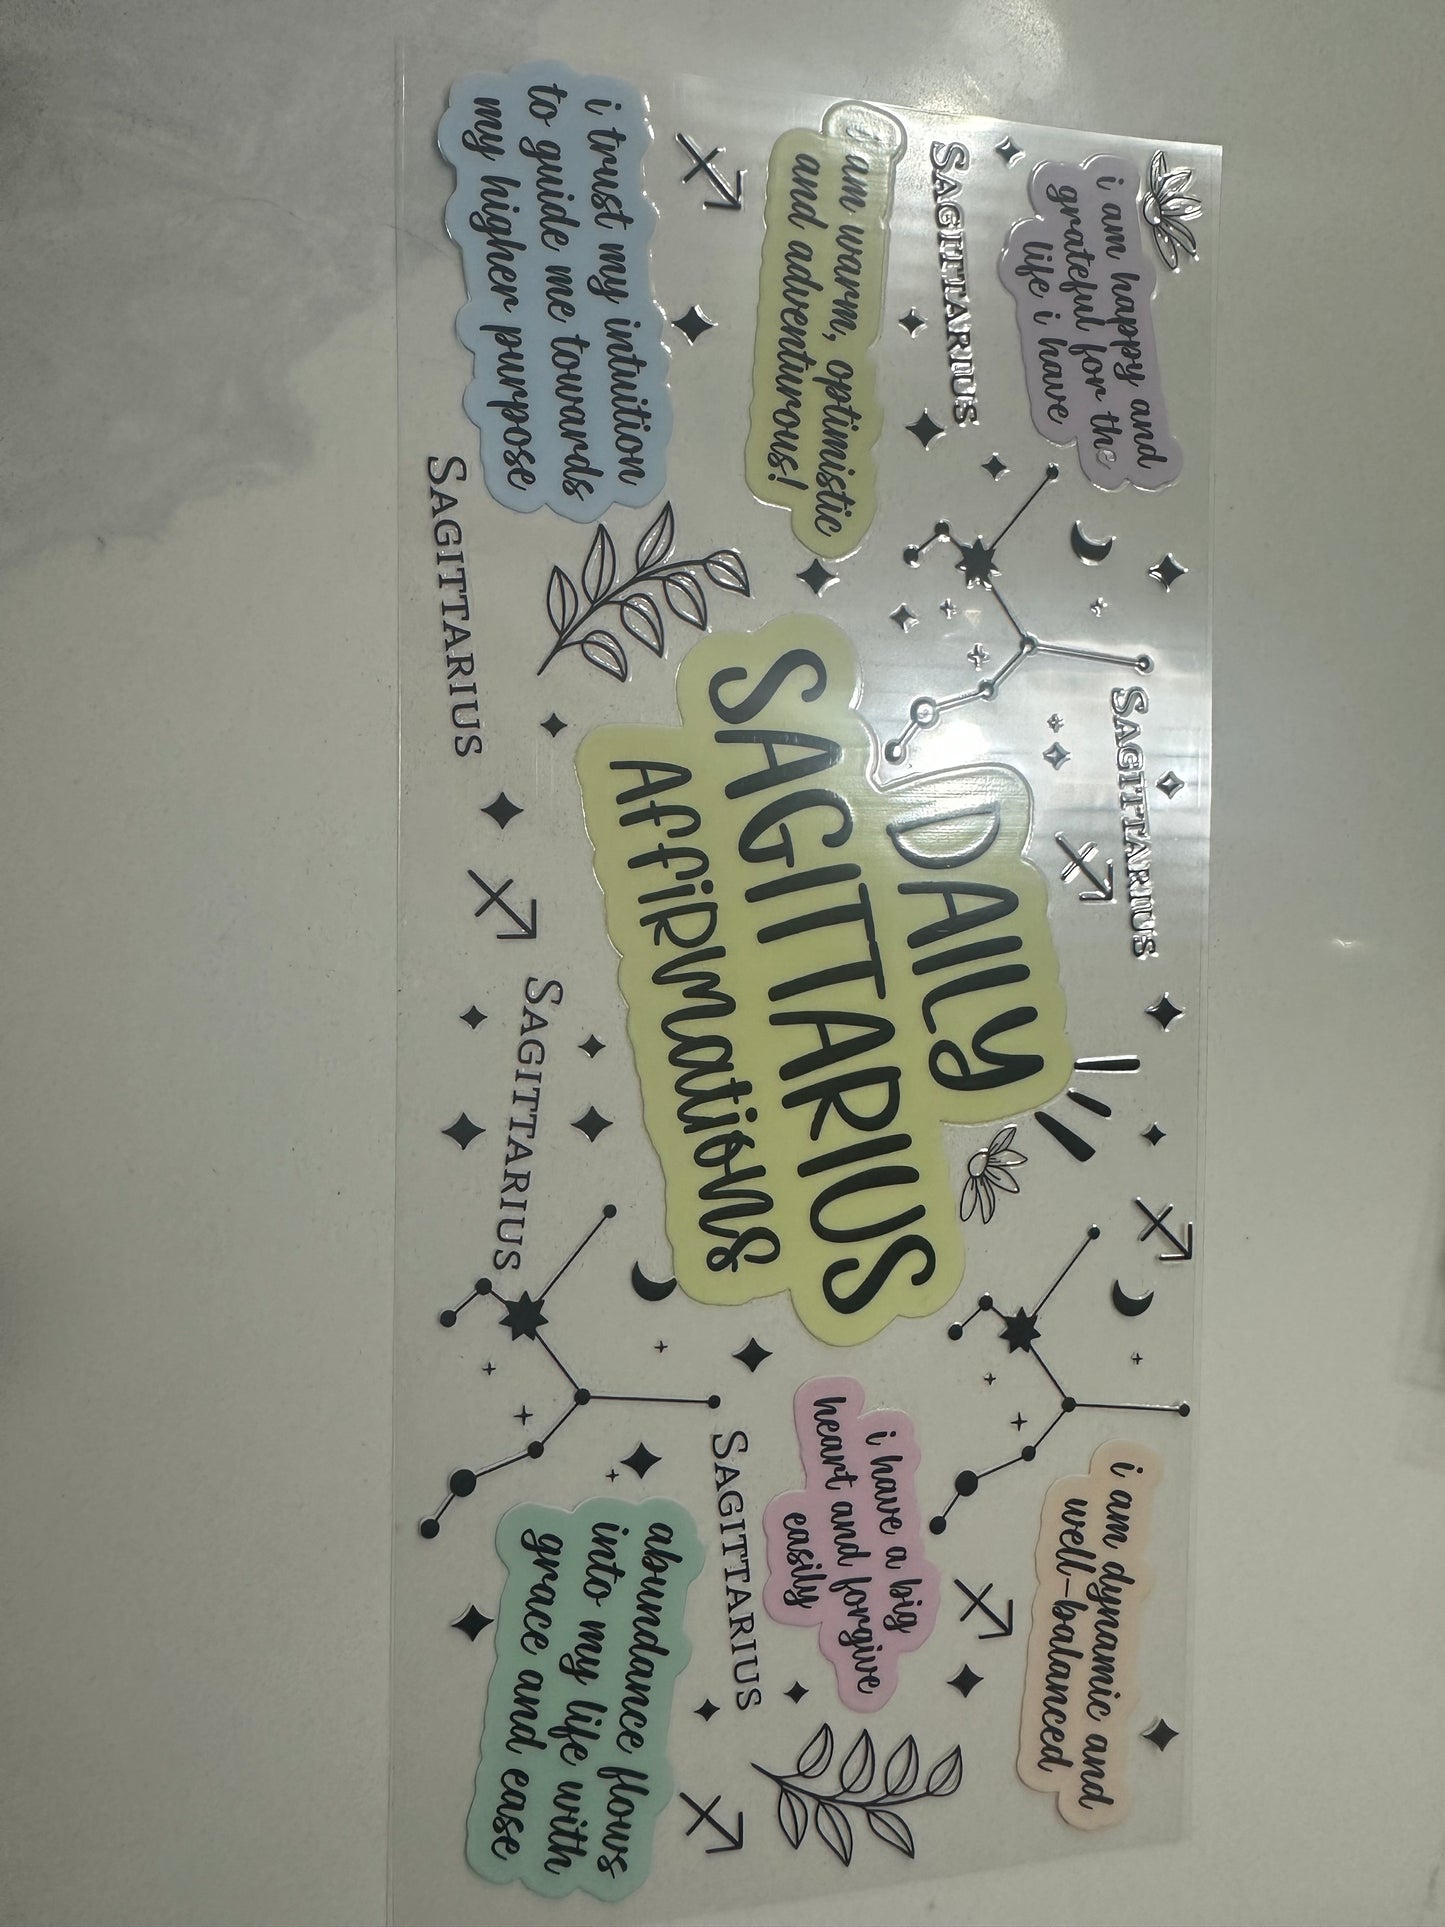 i am happy and
grateful for the
life i have
SAGITTARIUS
i am warm, optimistic
and adventurous!
i trust my intuition
to guide me towards
my higher purpose
SAGITTARIUS
SAGITTARIUS
DAILY
SAGITTARIUS
AFFIRMATIONS
SAGITTARIUS
i am dynamic and
well-balanced
i have a big
heart and forgive
easily
SAGITTARIUS
abundance flows
into my life with
grace and ease